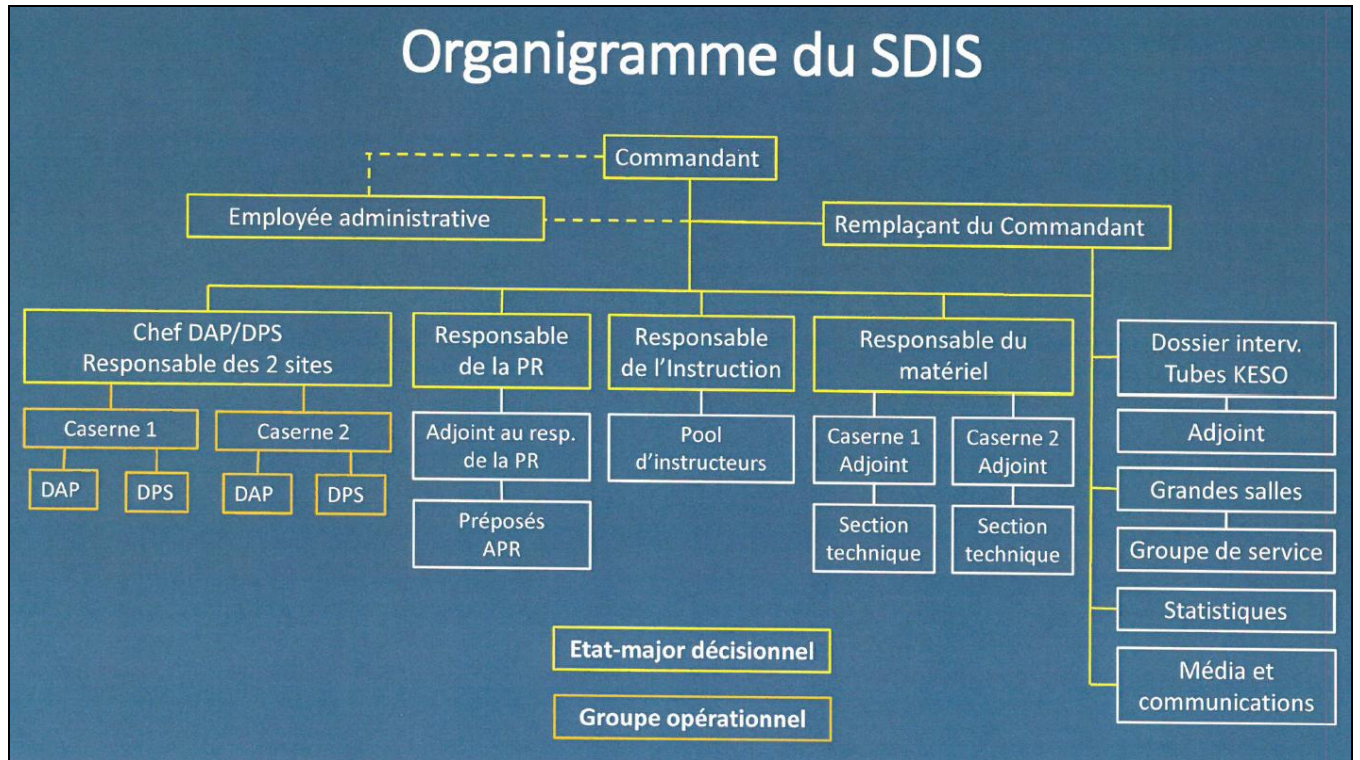 Organigramme du SDIS
Commandant
Employée administrative
Remplaçant du Commandant
Chef DAP/DPS
Responsable des 2 sites
Responsable
de la PR
Responsable
de l'Instruction
Responsable du
matériel
Dossier interv.
Tubes KESO
Caserne 1
Caserne 2
Adjoint au resp.
de la PR
Pool
d'instructeurs
Caserne 1
Adjoint
Caserne 2
Adjoint
Adjoint
DAP
DPS
DAP
DPS
Grandes salles
Préposés
APR
Section
technique
Section
technique
Groupe de service
Statistiques
Etat-major décisionnel
Média et
communications
Groupe opérationnel